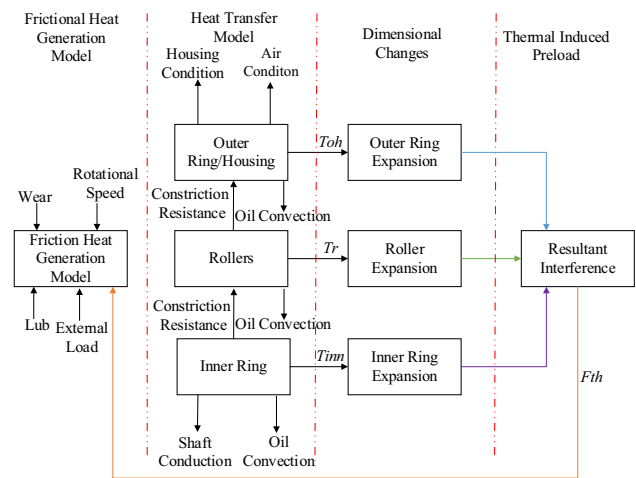 Frictional Heat
Generation Model
Heat Transfer
Model
Dimensional
Changes
Thermal Induced
Preload
Housing
Condition
Air
Conditon
Outer
Ring/Housing
Toh
Outer Ring
Expansion
Rotational
Speed
Wear
Constriction
Resistance
Oil Convection
Friction Heat
Generation
Model
Rollers
Tr
Roller
Expansion
Resultant
Interference
Lub
External
Load
Constriction
Resistance
Oil Convection
Inner Ring
Tinn
Inner Ring
Expansion
Fth
Shaft
Conduction
Oil
Convection